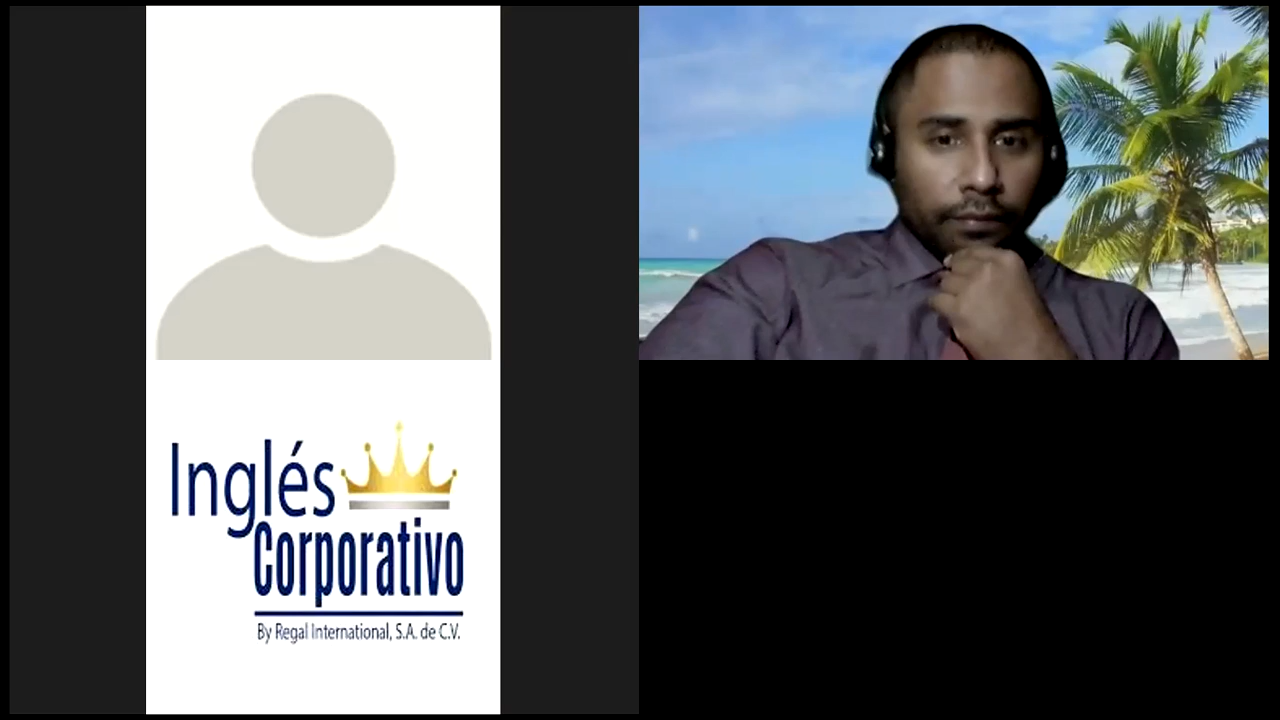 Inglés
Corporativo
By Regal International, S.A. de C.V.